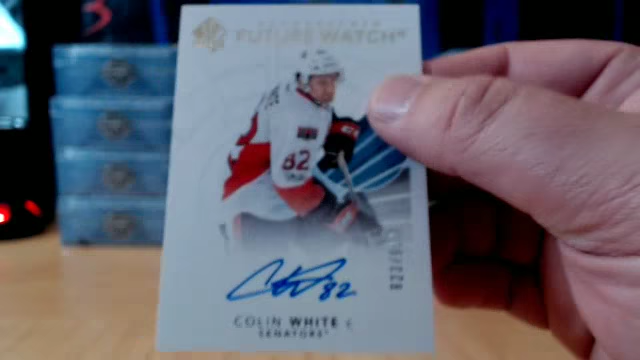 FUTURE WATCH
82
82
COLIN WHITE C
SENATORS